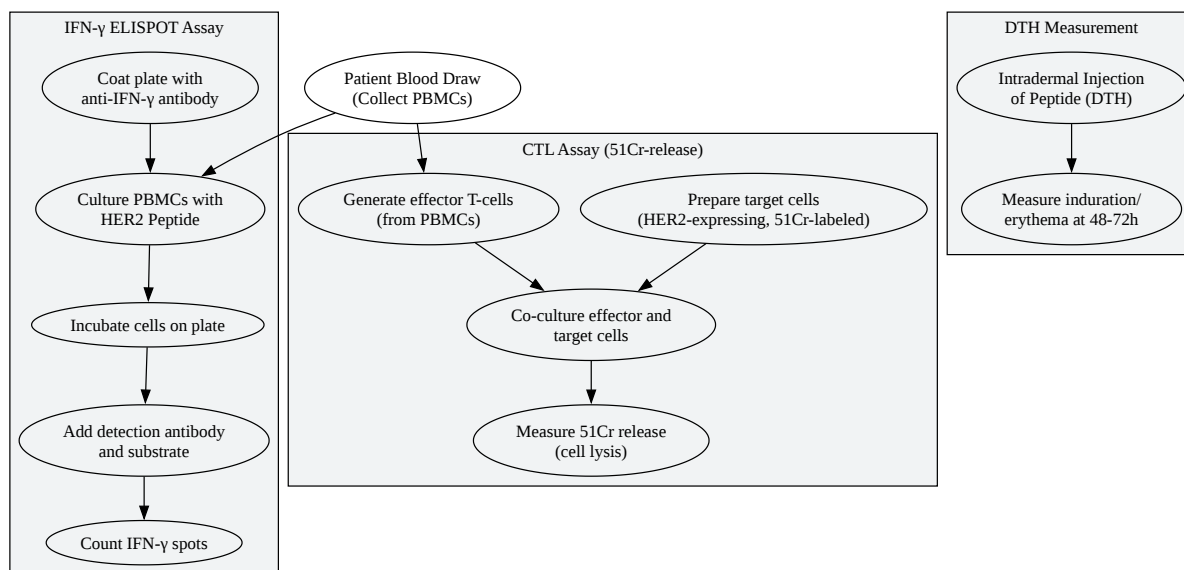 IFN-γ ELISPOT Assay
Coat plate with
anti-IFN-γ antibody
Culture PBMCs with
HER2 Peptide
Incubate cells on plate
Add detection antibody
and substrate
Count IFN-γ spots
Patient Blood Draw
(Collect PBMCs)
CTL Assay (51Cr-release)
Generate effector T-cells
(from PBMCs)
Prepare target cells
(HER2-expressing, 51Cr-labeled)
Co-culture effector and
target cells
Measure 51Cr release
(cell lysis)
DTH Measurement
Intradermal Injection
of Peptide (DTH)
Measure induration/
erythema at 48-72h